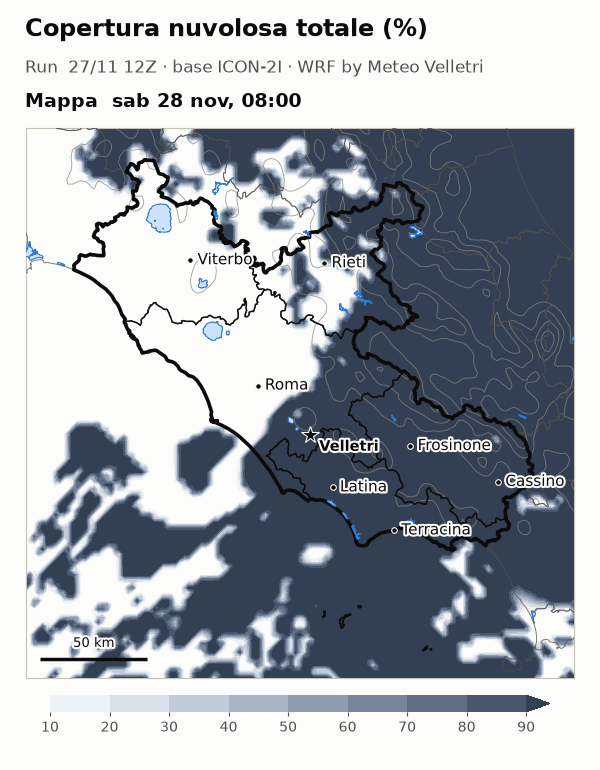 Copertura nuvolosa totale (%)
Run  27/11 12Z · base ICON-2I · WRF by Meteo Velletri
Mappa  sab 28 nov, 08:00
Viterbo
Rieti
Roma
Velletri
Frosinone
Latina
Cassino
Terracina
50 km
10 20 30 40 50 60 70 80 90